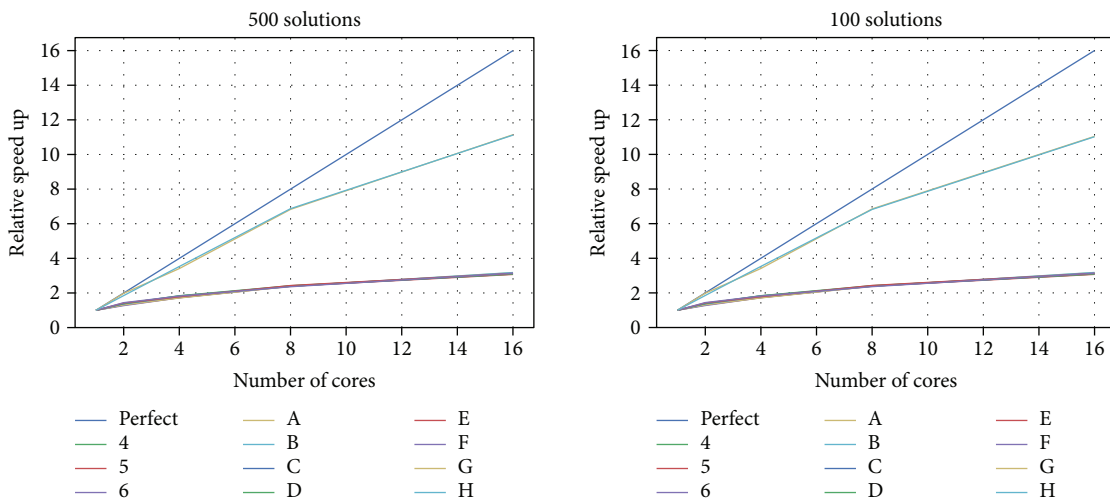 500 solutions
Relative speed up
16
14
12
10
8
6
4
2
0
2 4 6 8 10 12 14 16
Number of cores
Perfect A E
4 B F
5 C G
6 D H
100 solutions
Relative speed up
16
14
12
10
8
6
4
2
0
2 4 6 8 10 12 14 16
Number of cores
Perfect A E
4 B F
5 C G
6 D H